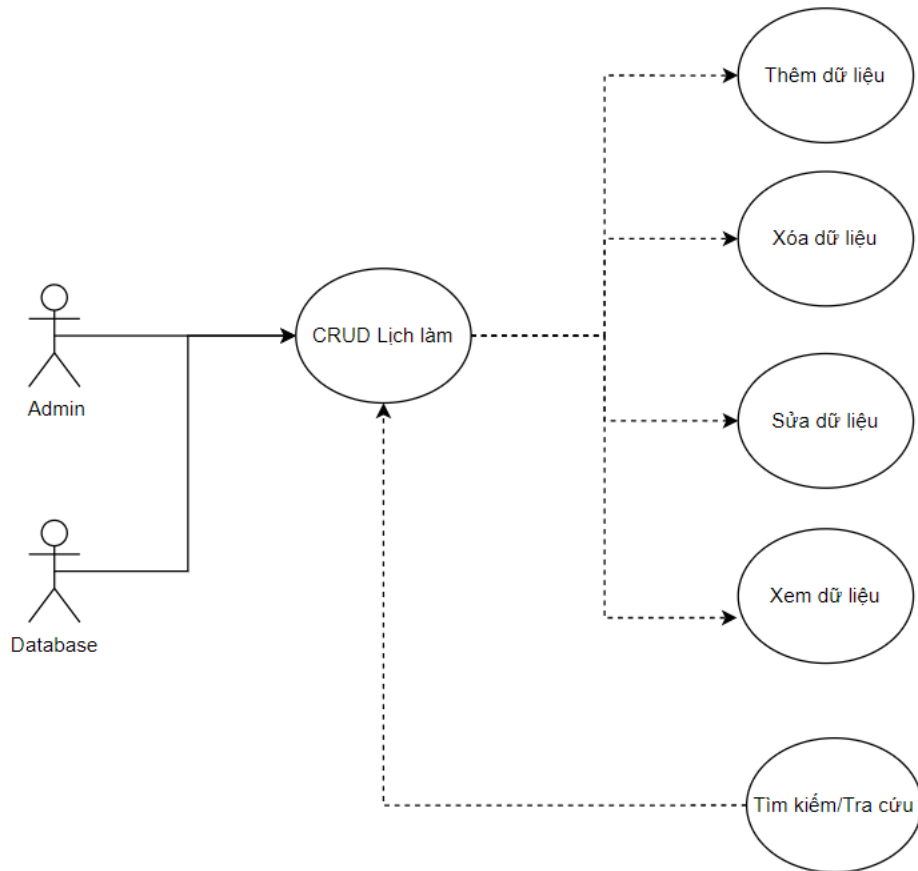 Thêm dữ liệu
Xóa dữ liệu
CRUD Lịch làm
Admin
Sửa dữ liệu
Xem dữ liệu
Database
Tìm kiếm/Tra cứu